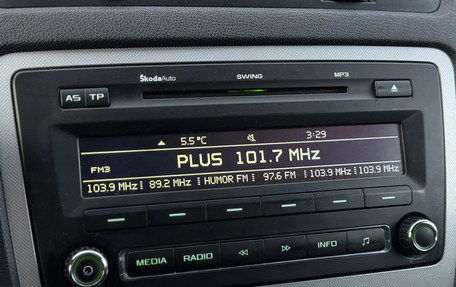 ŠkodaAuto SWING MP3
AS TP
5.5°C 3:29
PLUS 101.7 MHz
FM3
103.9 MHz 89.2 MHz HUMOR FM 97.6 FM 103.9 MHz 103.9 MHz
MEDIA RADIO INFO